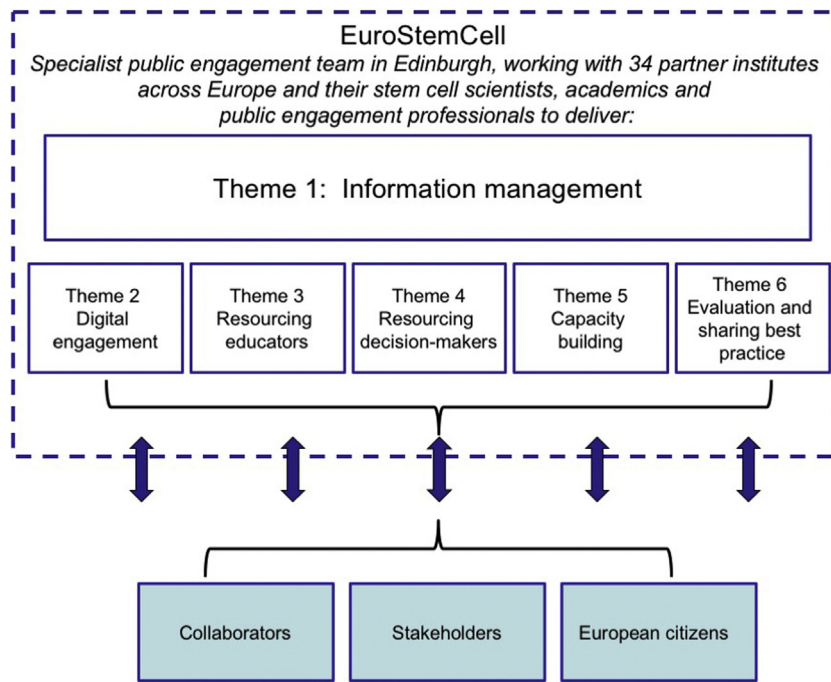 EuroStemCell
Specialist public engagement team in Edinburgh, working with 34 partner institutes
across Europe and their stem cell scientists, academics and
public engagement professionals to deliver:
Theme 1: Information management
Theme 2
Digital
engagement
Theme 3
Resourcing
educators
Theme 4
Resourcing
decision-makers
Theme 5
Capacity
building
Theme 6
Evaluation and
sharing best
practice
Collaborators
Stakeholders
European citizens